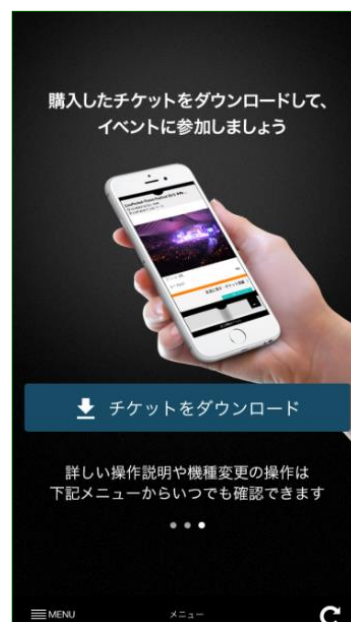 購入したチケットをダウンロードして、
イベントに参加しましょう
チケットをダウンロード
詳しい操作説明や機種変更の操作は
下記メニューからいつでも確認できます
MENU
メニュー